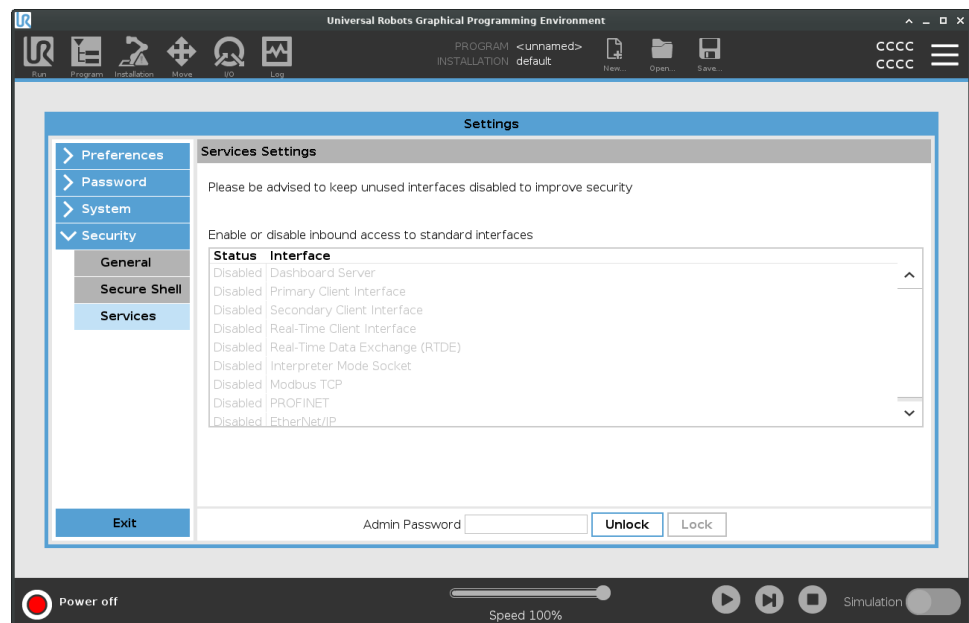 Universal Robots Graphical Programming Environment
PROGRAM <unnamed>
INSTALLATION default
CCCC
CCCC
Run Program Installation Move I/O Log New... Open... Save...
Settings
Preferences
Password
System
Security
General
Secure Shell
Services
Exit
Services Settings
Please be advised to keep unused interfaces disabled to improve security
Enable or disable inbound access to standard interfaces
Status Interface
Disabled Dashboard Server
Disabled Primary Client Interface
Disabled Secondary Client Interface
Disabled Real-Time Client Interface
Disabled Real-Time Data Exchange (RTDE)
Disabled Interpreter Mode Socket
Disabled Modbus TCP
Disabled PROFINET
Disabled EtherNet/IP
Admin Password Unlock Lock
Power off
Speed 100%
Simulation